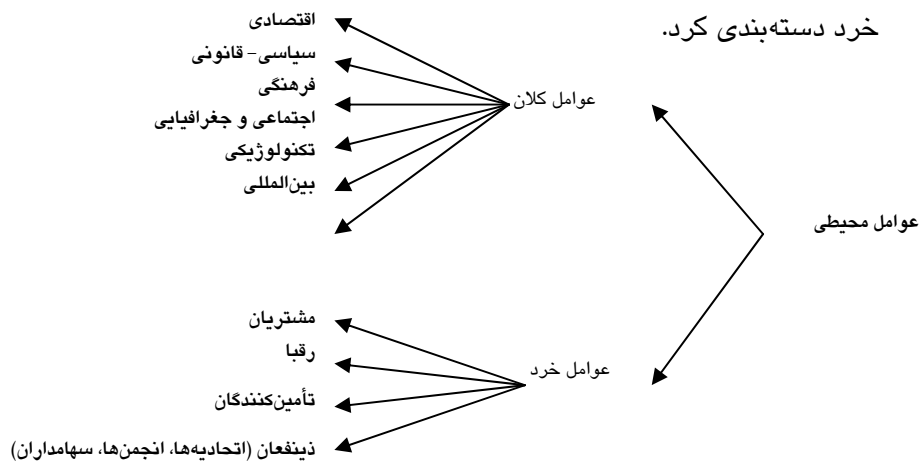 خرد دسته‌بندی کرد.
عوامل محیطی
عوامل کلان
اقتصادی
سیاسی- قانونی
فرهنگی
اجتماعی و جغرافیایی
تکنولوژیکی
بین‌المللی
عوامل خرد
مشتریان
رقبا
تأمین‌کنندگان
ذینفعان (اتحادیه‌ها، انجمن‌ها، سهامداران)